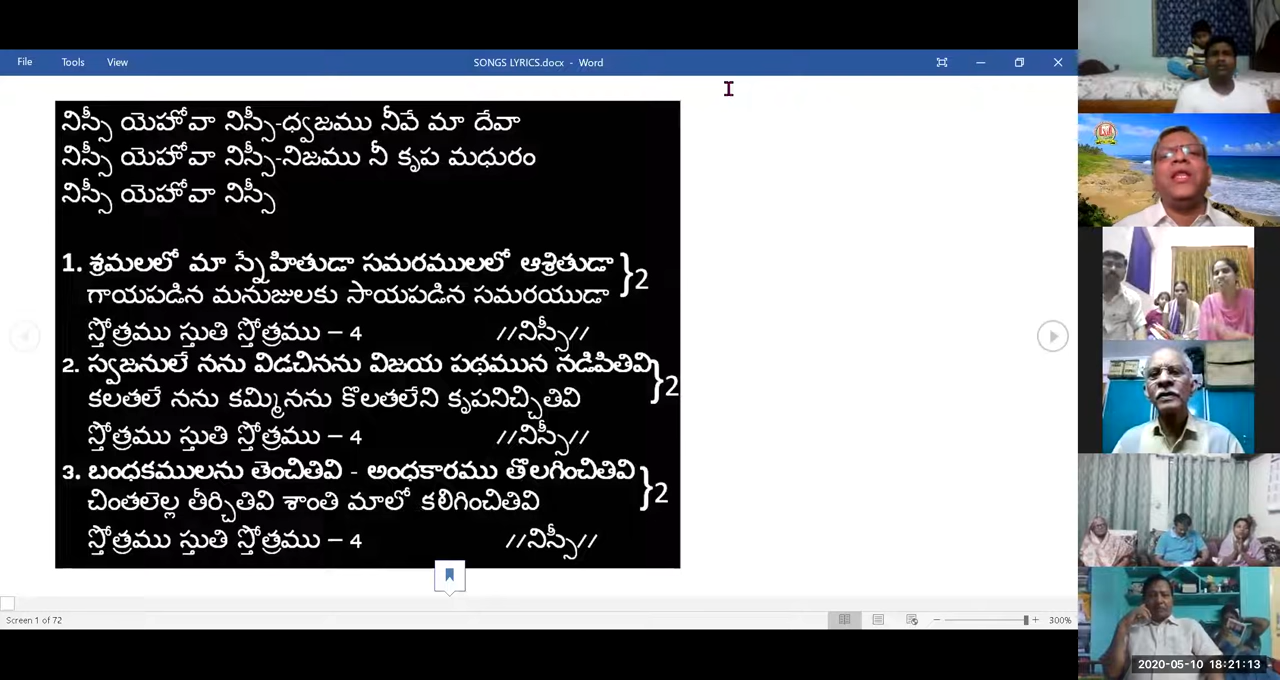 File Tools View SONGS LYRICS.docx - Word
నిస్సీ యెహోవా నిస్సీ-ధ్వజము నీవే మా దేవా
నిస్సీ యెహోవా నిస్సీ-నిజము నీ కృప మధురం
నిస్సీ యెహోవా నిస్సీ
1. శ్రమలలో మా స్నేహితుడా సమరములలో ఆశ్రితుడా }2
గాయపడిన మనుజులకు సాయపడిన సమరయుడా
స్తోత్రము స్తుతి స్తోత్రము – 4 //నిస్సీ//
2. స్వజనులే నను విడచినను విజయ పథమున నడిపితివి }2
కలతలే నను కమ్మినను కొలతలేని కృపనిచ్చితివి
స్తోత్రము స్తుతి స్తోత్రము – 4 //నిస్సీ//
3. బంధకములను తెంచితివి - అంధకారము తొలగించితివి }2
చింతలెల్ల తీర్చితివి శాంతి మాలో కలిగించితివి
స్తోత్రము స్తుతి స్తోత్రము – 4 //నిస్సీ//
Screen 1 of 72 300%
2020-05-10 18:21:13